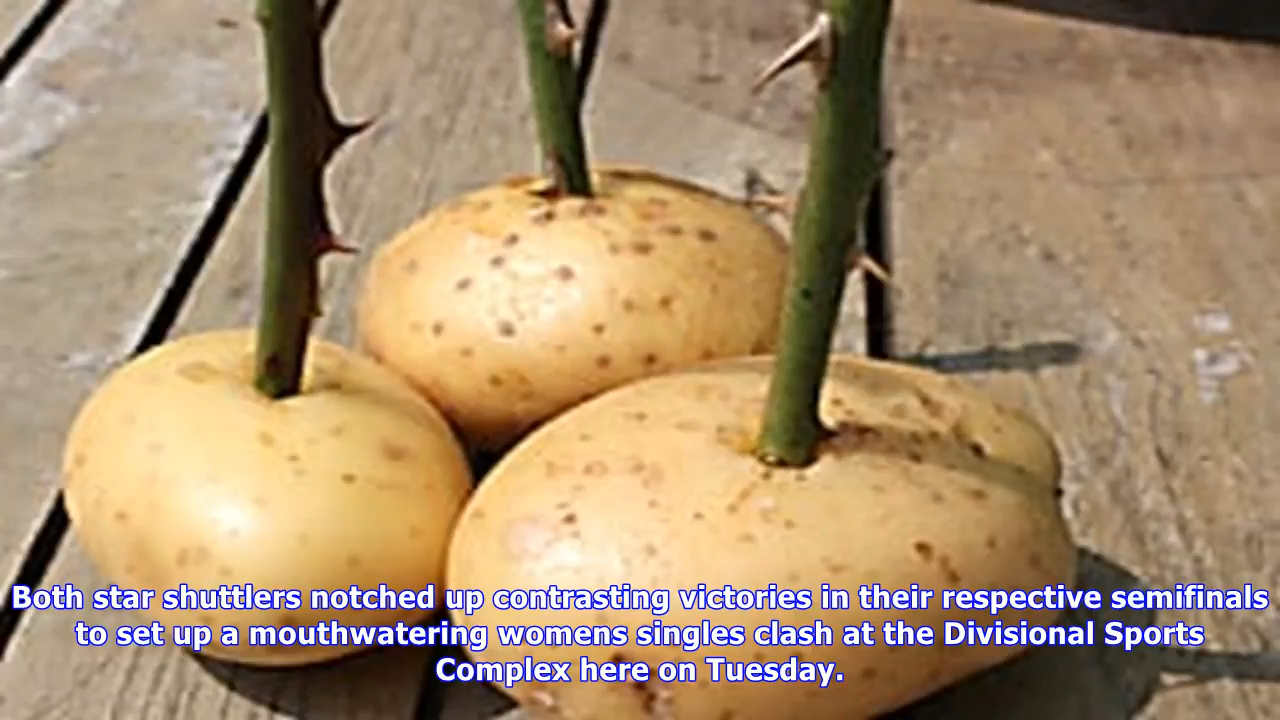 Both star shuttlers notched up contrasting victories in their respective semifinals
to set up a mouthwatering womens singles clash at the Divisional Sports
Complex here on Tuesday.